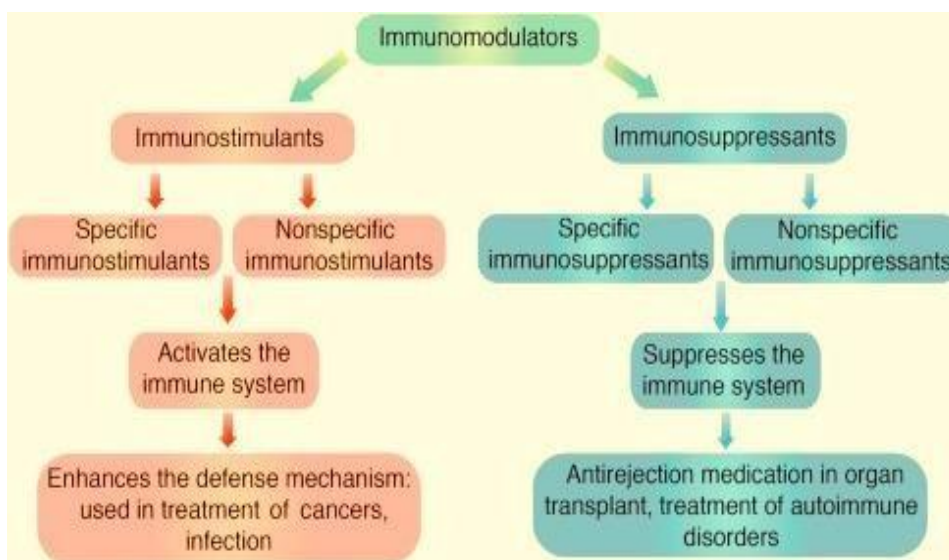 Immunomodulators
Immunostimulants
Immunosuppressants
Specific
immunostimulants
Nonspecific
immunostimulants
Specific
immunosuppressants
Nonspecific
immunosuppressants
Activates the
immune system
Suppresses the
immune system
Enhances the defense mechanism:
used in treatment of cancers,
infection
Antirejection medication in organ
transplant, treatment of autoimmune
disorders